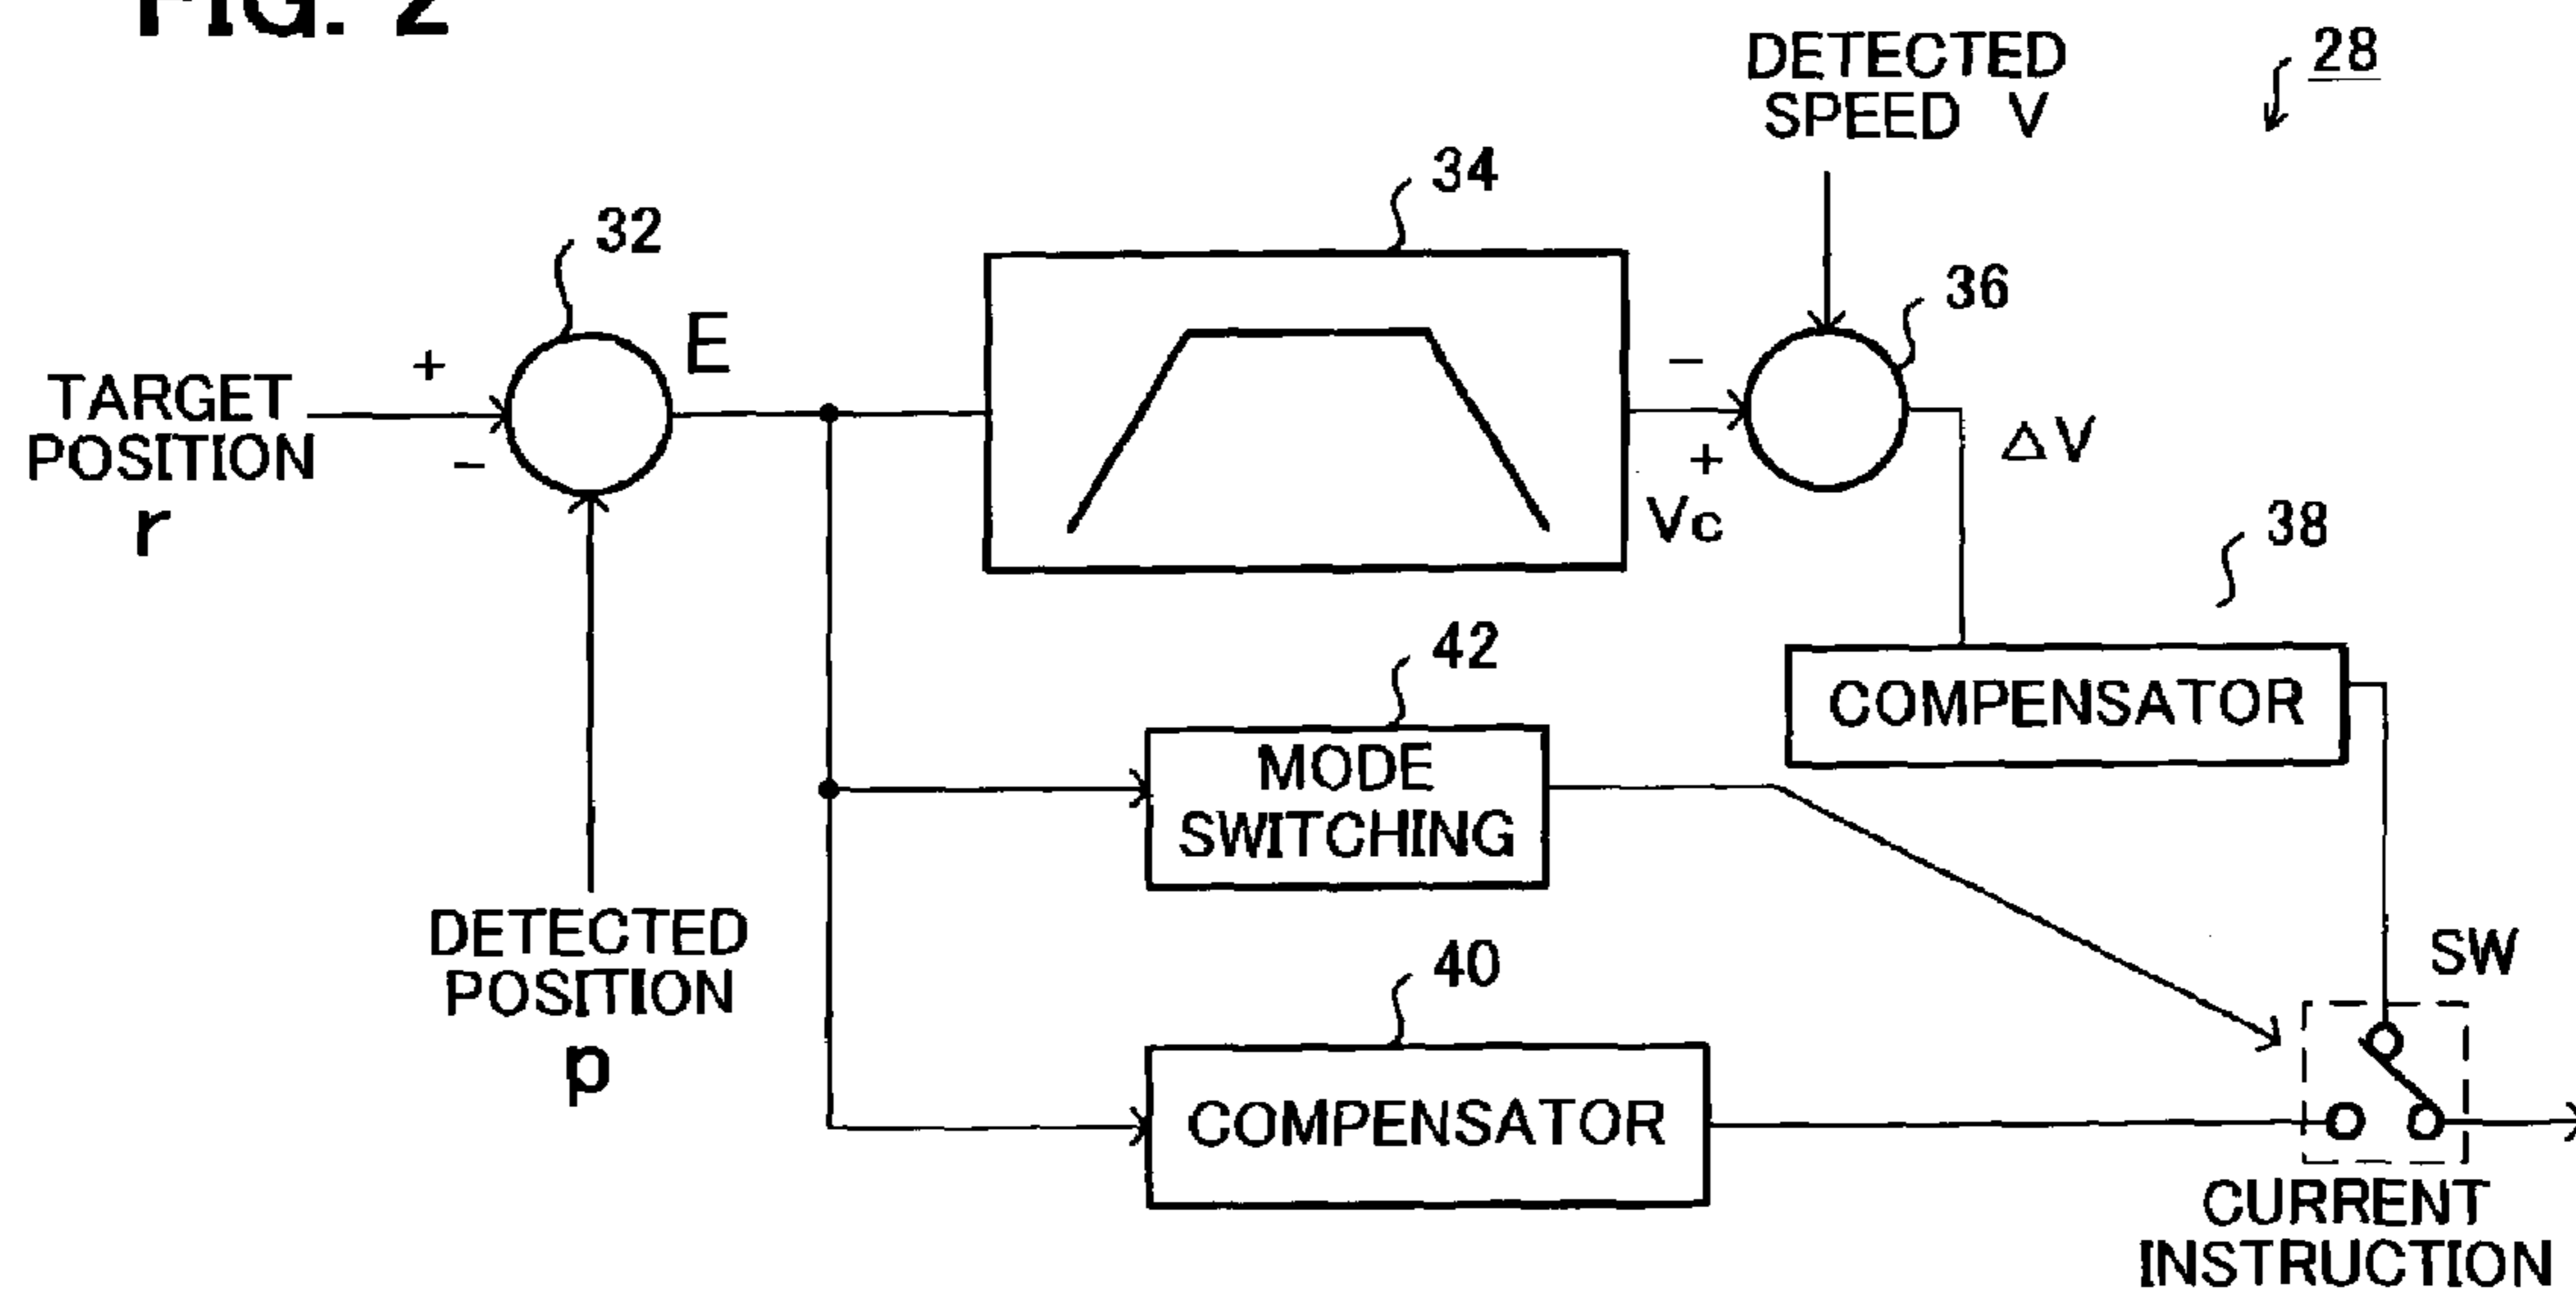 FIG. 2
DETECTED
SPEED V
28
34
32
36
E
+
-
TARGET
POSITION
r
-
+
Vc
ΔV
38
COMPENSATOR
42
MODE
SWITCHING
DETECTED
POSITION
p
40
COMPENSATOR
SW
CURRENT
INSTRUCTION